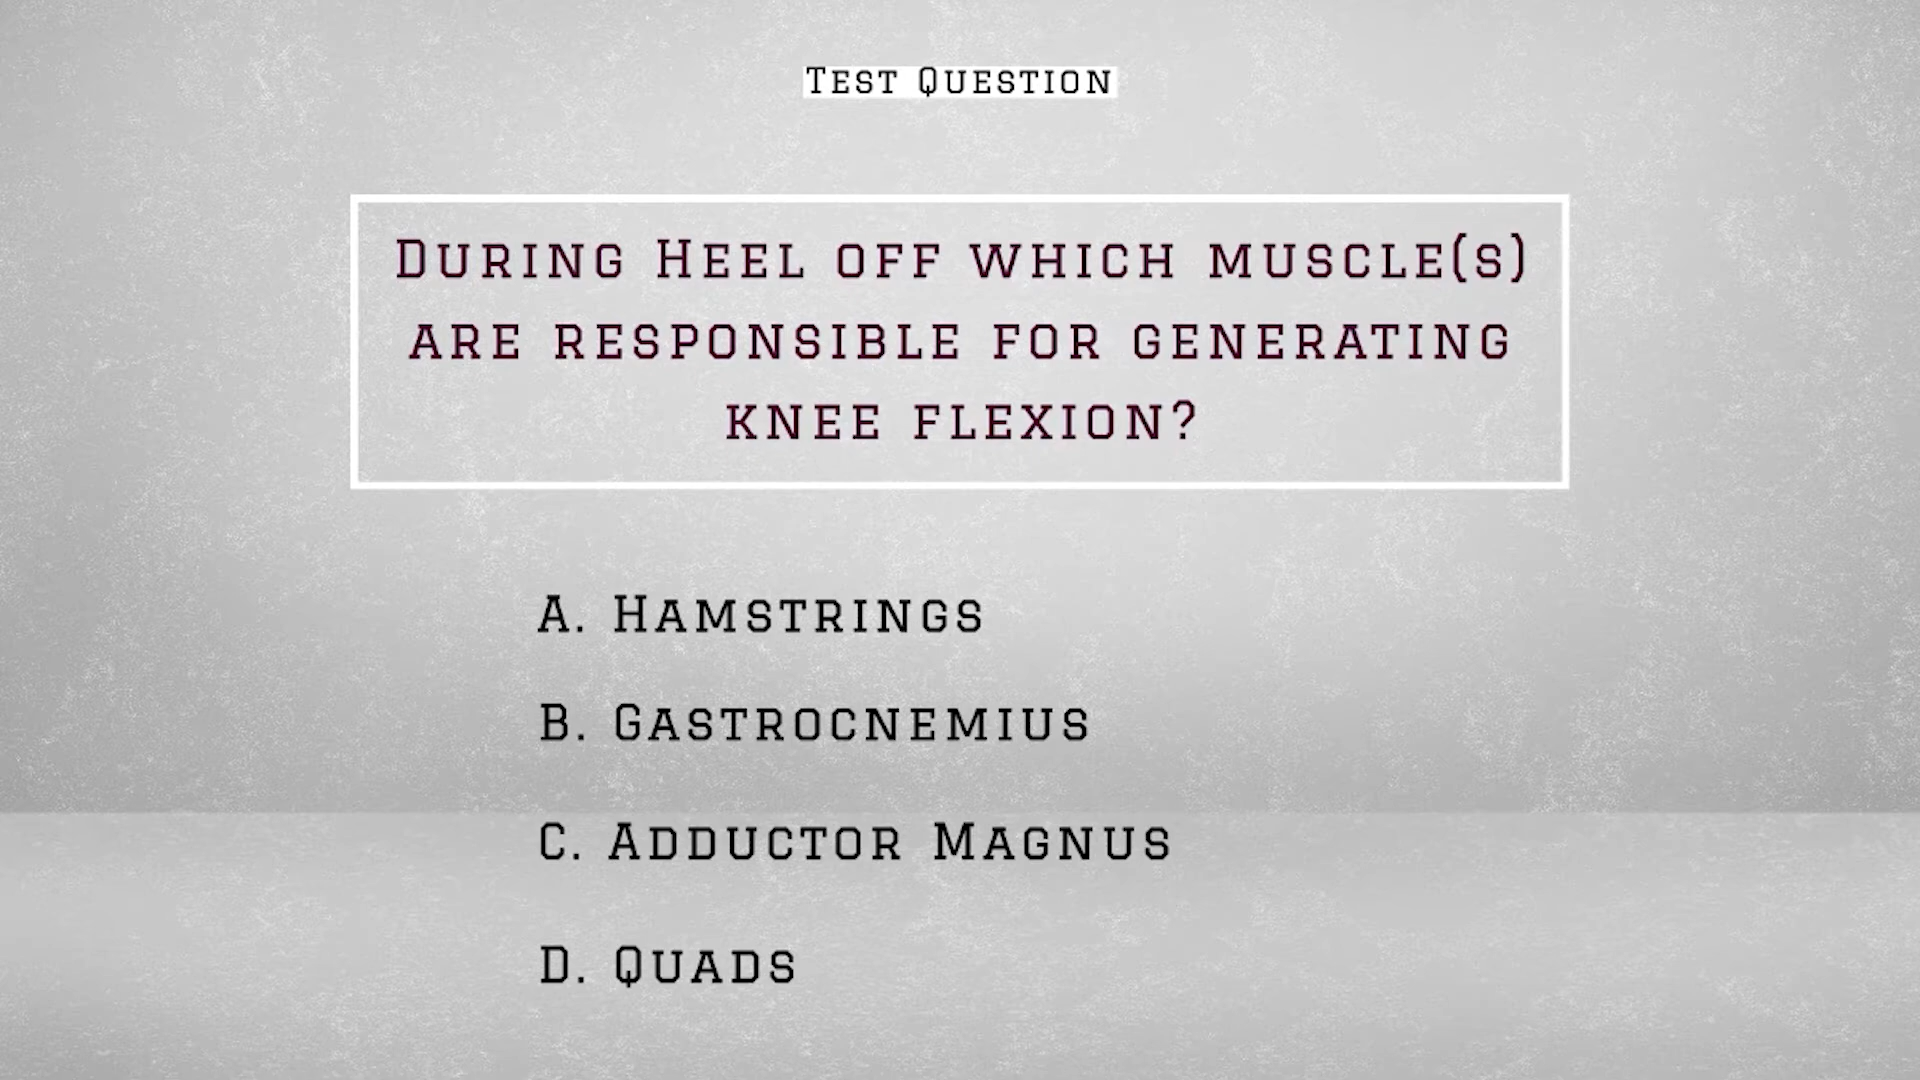 Test Question
During Heel off which muscle(s)
are responsible for generating
knee flexion?
A. Hamstrings
B. Gastrocnemius
C. Adductor Magnus
D. Quads